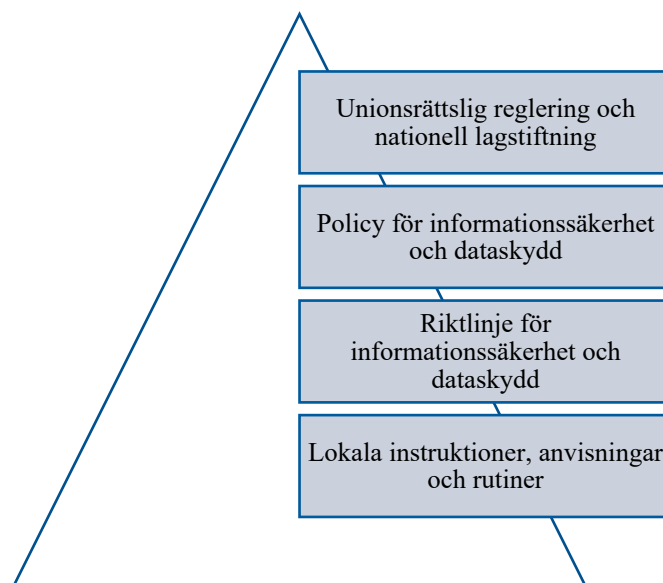 Unionsrättslig reglering och
nationell lagstiftning
Policy för informationssäkerhet
och dataskydd
Riktlinje för
informationssäkerhet och
dataskydd
Lokala instruktioner, anvisningar
och rutiner